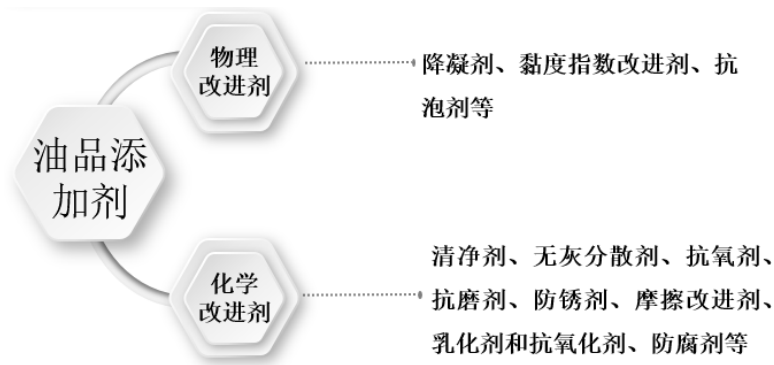 油品添
加剂
物理
改进剂
降凝剂、黏度指数改进剂、抗
泡剂等
化学
改进剂
清净剂、无灰分散剂、抗氧剂、
抗磨剂、防锈剂、摩擦改进剂、
乳化剂和抗氧化剂、防腐剂等